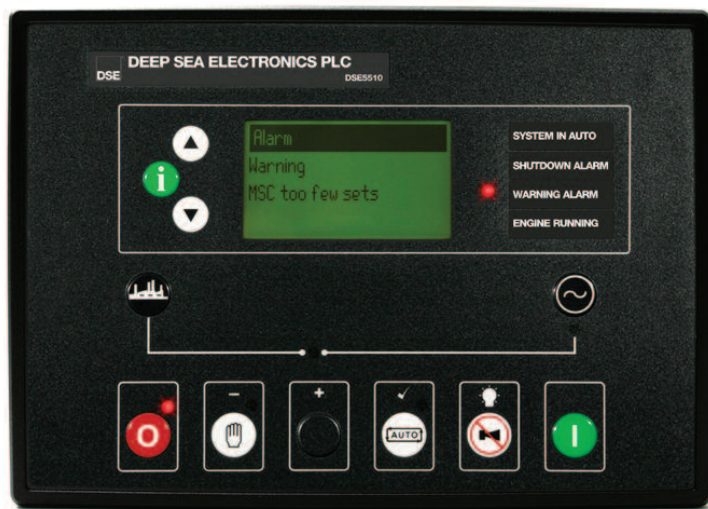 DEEP SEA ELECTRONICS PLC
DSE
DSE5510
Alarm
Warning
MSC too few sets
SYSTEM IN AUTO
SHUTDOWN ALARM
WARNING ALARM
ENGINE RUNNING
i
− + ✓
O AUTO I